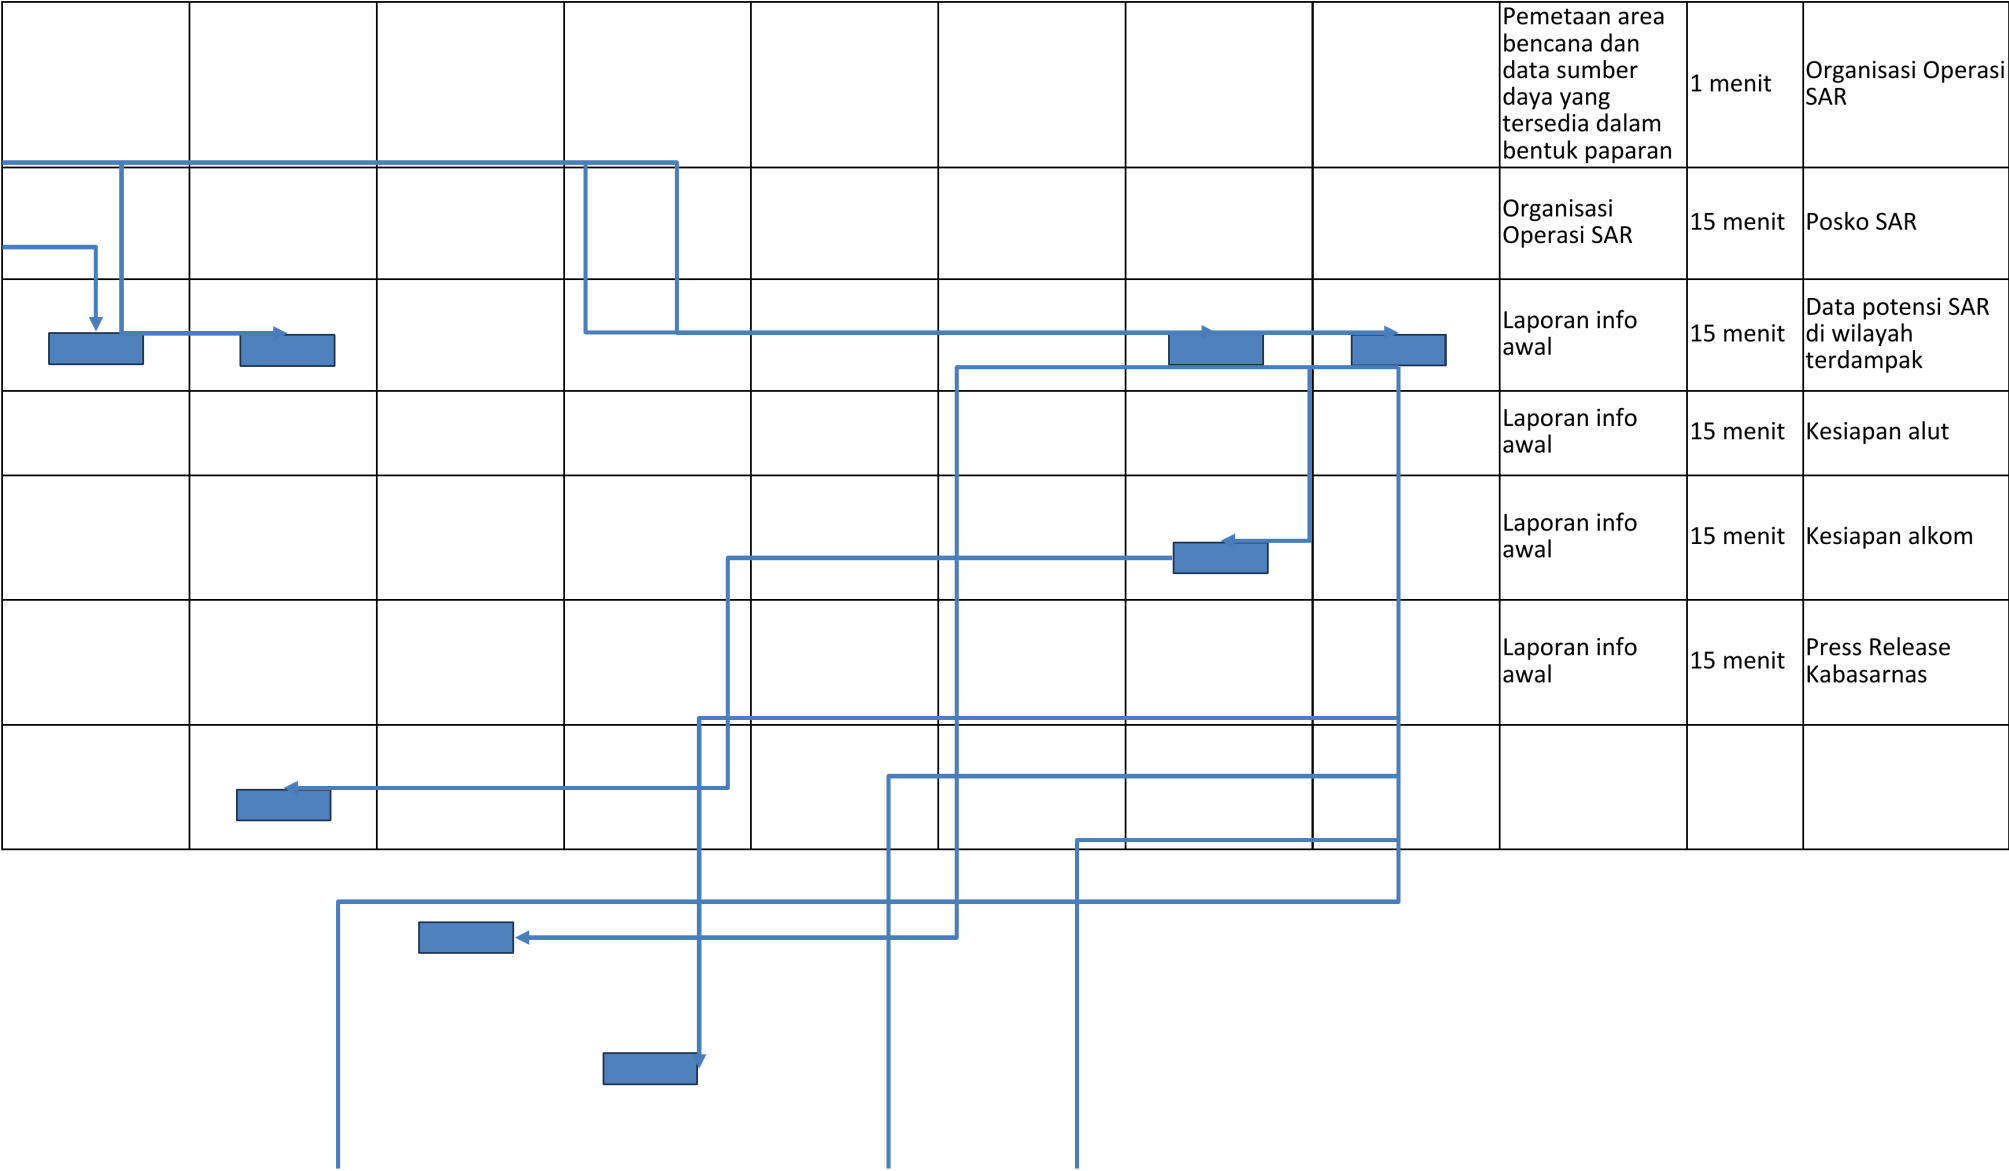 Pemetaan area
bencana dan
data sumber
daya yang
tersedia dalam
bentuk paparan
1 menit
Organisasi Operasi
SAR
Organisasi
Operasi SAR
15 menit
Posko SAR
Laporan info
awal
15 menit
Data potensi SAR
di wilayah
terdampak
Laporan info
awal
15 menit
Kesiapan alut
Laporan info
awal
15 menit
Kesiapan alkom
Laporan info
awal
15 menit
Press Release
Kabasarnas